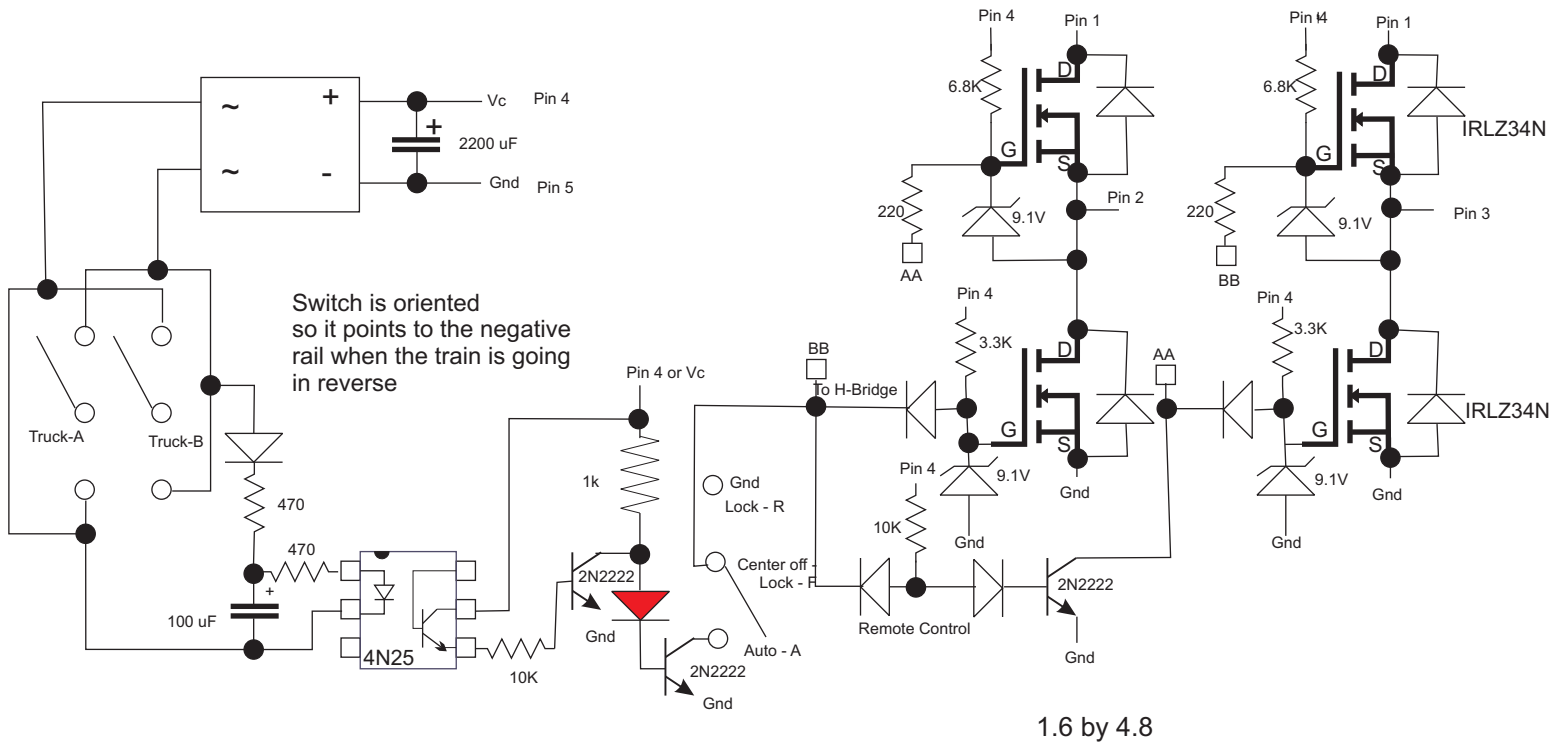 Pin 4
Pin 1
Pin 4
Pin 1
D
6.8K
G
S
220
9.1V
Pin 2
AA
D
6.8K
IRLZ34N
G
S
220
9.1V
Pin 3
BB
~
+
Vc
Pin 4
+
2200 uF
~
-
Gnd
Pin 5
Switch is oriented
so it points to the negative
rail when the train is going
in reverse
Truck-A
Truck-B
470
470
+
100 uF
4N25
10K
Pin 4 or Vc
1k
2N2222
Gnd
2N2222
Gnd
Gnd
Lock - R
Center off -
Lock - F
Auto - A
BB
To H-Bridge
Pin 4
3.3K
D
G
S
Gnd
9.1V
Gnd
Pin 4
10K
Remote Control
2N2222
Gnd
AA
Pin 4
3.3K
D
IRLZ34N
G
S
Gnd
9.1V
Gnd
1.6 by 4.8